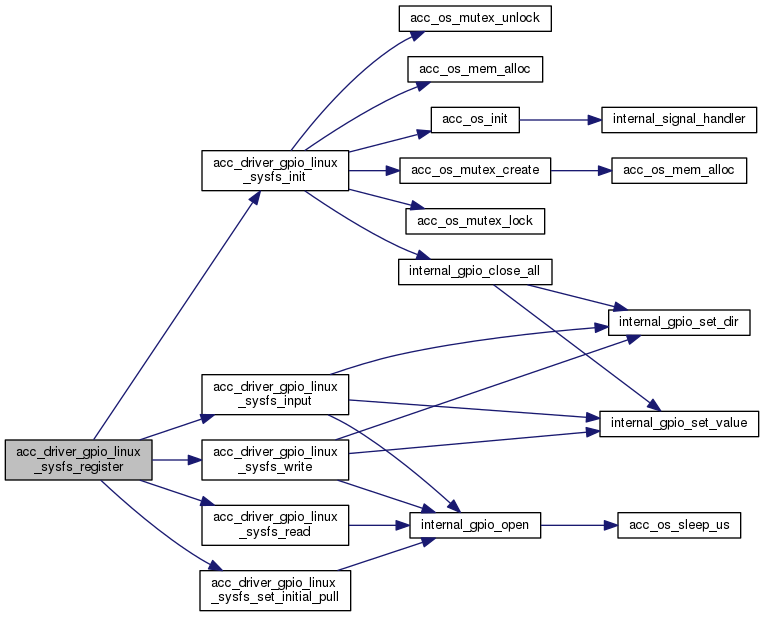 acc_os_mutex_unlock
acc_os_mem_alloc
acc_os_init
internal_signal_handler
acc_driver_gpio_linux
_sysfs_init
acc_os_mutex_create
acc_os_mem_alloc
acc_os_mutex_lock
internal_gpio_close_all
internal_gpio_set_dir
acc_driver_gpio_linux
_sysfs_input
internal_gpio_set_value
acc_driver_gpio_linux
_sysfs_register
acc_driver_gpio_linux
_sysfs_write
acc_driver_gpio_linux
_sysfs_read
internal_gpio_open
acc_os_sleep_us
acc_driver_gpio_linux
_sysfs_set_initial_pull